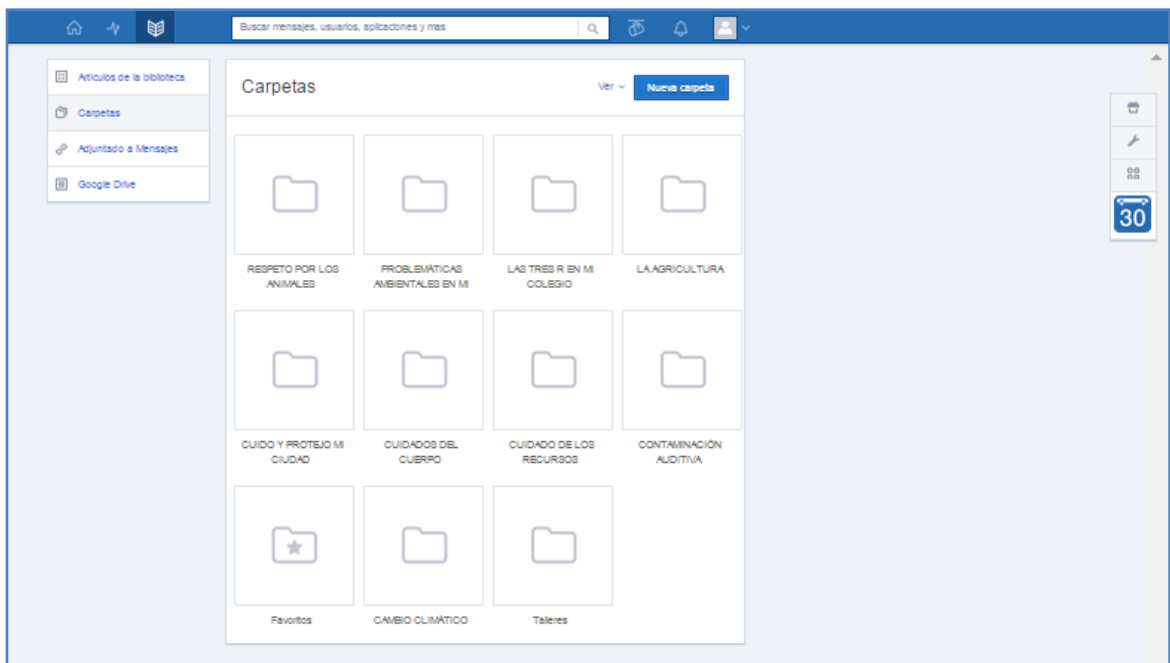 Buscar mensajes, usuarios, aplicaciones y mas
Artículos de la biblioteca
Carpetas
Adjuntado a Mensajes
Google Drive
Carpetas
Ver
Nueva carpeta
30
RESPETO POR LOS
ANIMALES
PROBLEMÁTICAS
AMBIENTALES EN MI
LAS TRES R EN MI
COLEGIO
LA AGRICULTURA
CUIDO Y PROTEJO MI
CIUDAD
CUIDADOS DEL
CUERPO
CUIDADO DE LOS
RECURSOS
CONTAMINACIÓN
AUDITIVA
Favoritos
CAMBIO CLIMÁTICO
Talleres